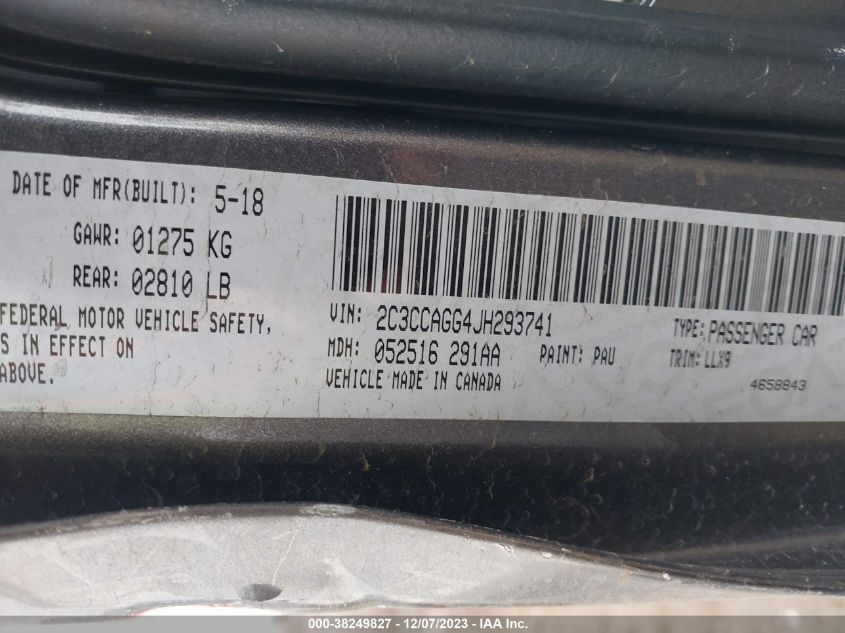 DATE OF MFR(BUILT): 5-18
GAWR: 01275 KG
REAR: 02810 LB
FEDERAL MOTOR VEHICLE SAFETY,
S IN EFFECT ON
ABOVE.
VIN: 2C3CCAGG4JH293741
TYPE: PASSENGER CAR
MDH: 052516 291AA
PAINT: PAU
TRIM: LLX9
VEHICLE MADE IN CANADA
4658843
000-38249827 - 12/07/2023 - IAA Inc.